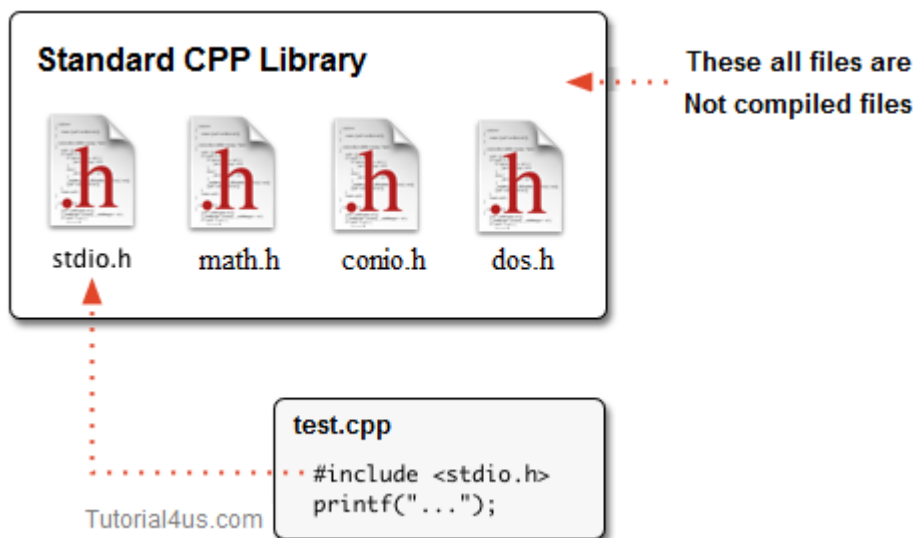 Standard CPP Library
These all files are
Not compiled files
.h
.h
.h
.h
stdio.h
math.h
conio.h
dos.h
test.cpp
#include <stdio.h>
printf("...");
Tutorial4us.com